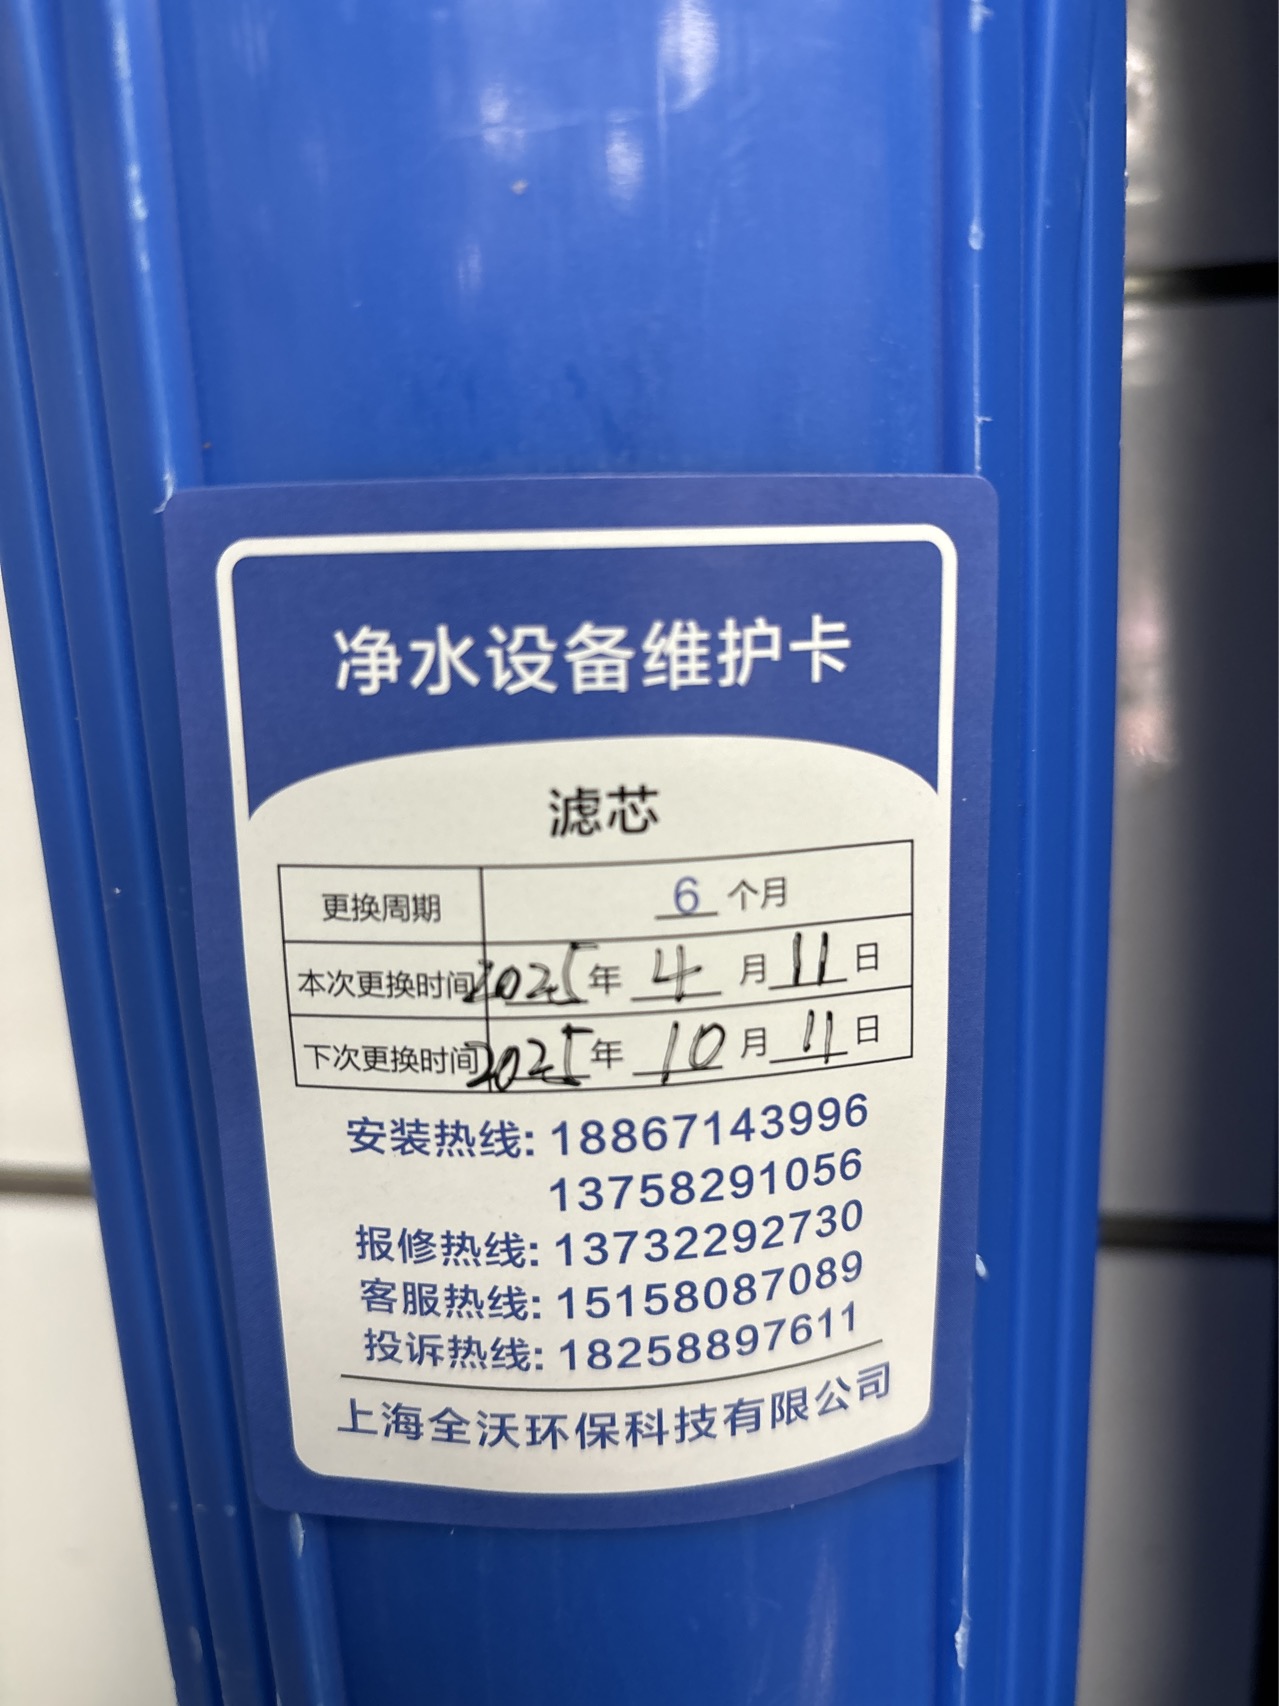 净水设备维护卡
滤芯
更换周期 6 个月
本次更换时间 2025 年 4 月 11 日
下次更换时间 2025 年 10 月 11 日
安装热线: 18867143996
13758291056
报修热线: 13732292730
客服热线: 15158087089
投诉热线: 18258897611
上海全沃环保科技有限公司